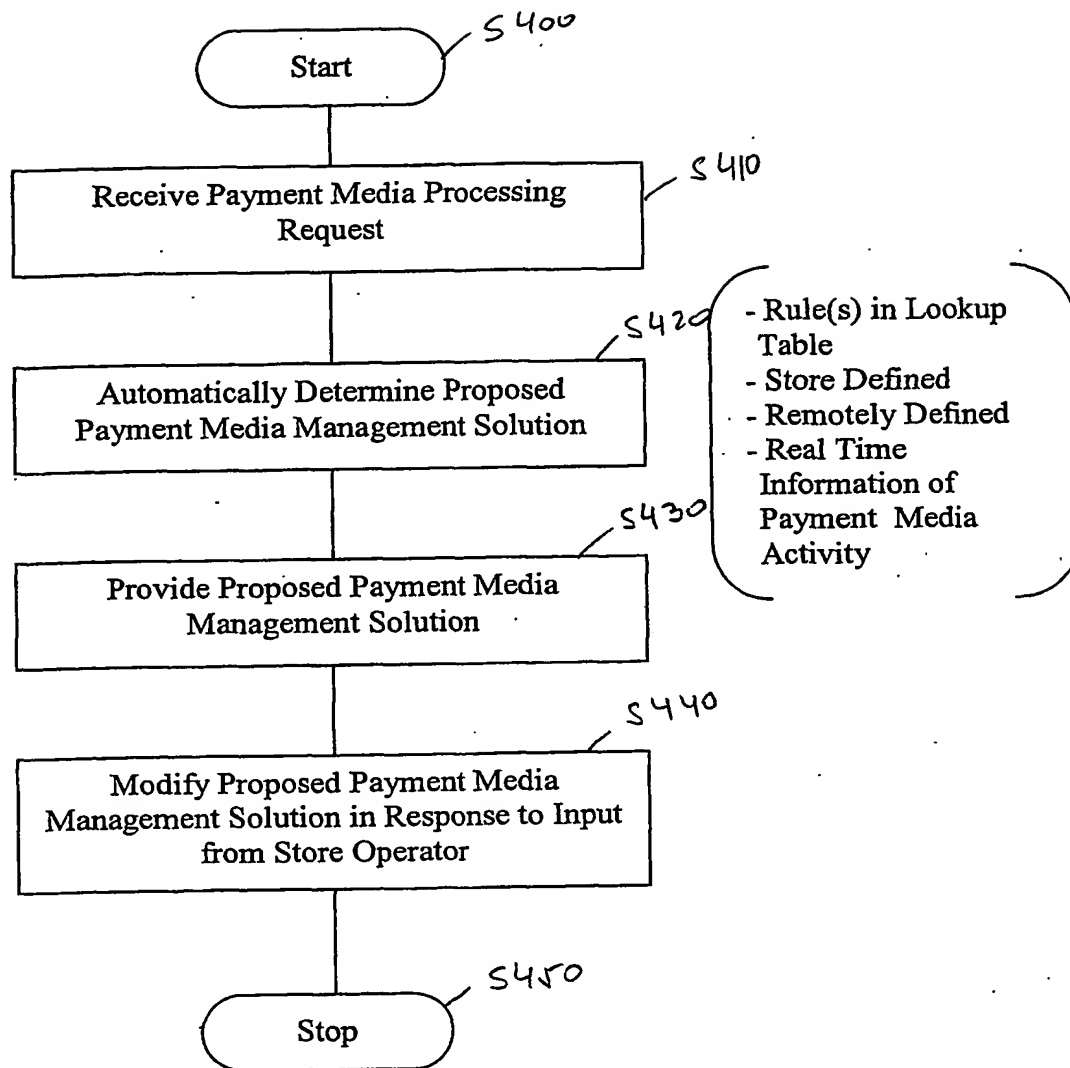 S400
Start
S410
Receive Payment Media Processing
Request
S420
Automatically Determine Proposed
Payment Media Management Solution
- Rule(s) in Lookup
Table
- Store Defined
- Remotely Defined
- Real Time
Information of
Payment Media
Activity
S430
Provide Proposed Payment Media
Management Solution
S440
Modify Proposed Payment Media
Management Solution in Response to Input
from Store Operator
S450
Stop